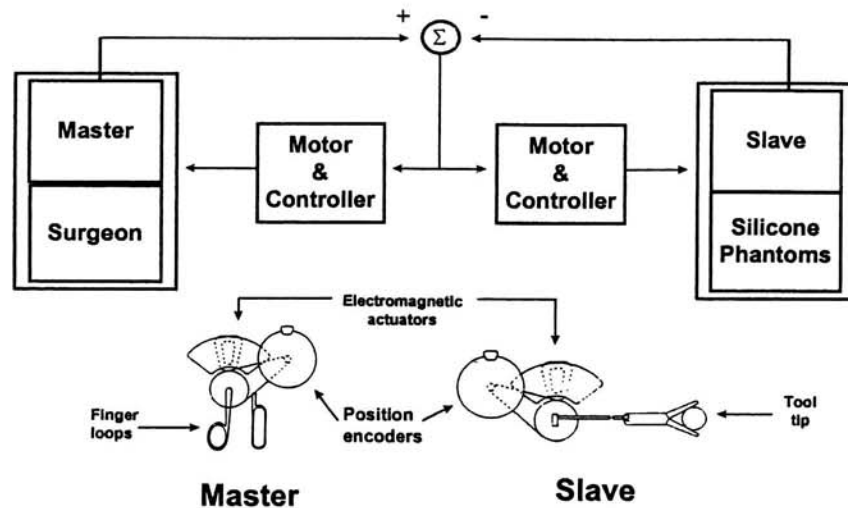 + Σ -
Master
Surgeon
Motor
&
Controller
Motor
&
Controller
Slave
Silicone
Phantoms
Electromagnetic
actuators
Finger
loops
Position
encoders
Tool
tip
Master
Slave